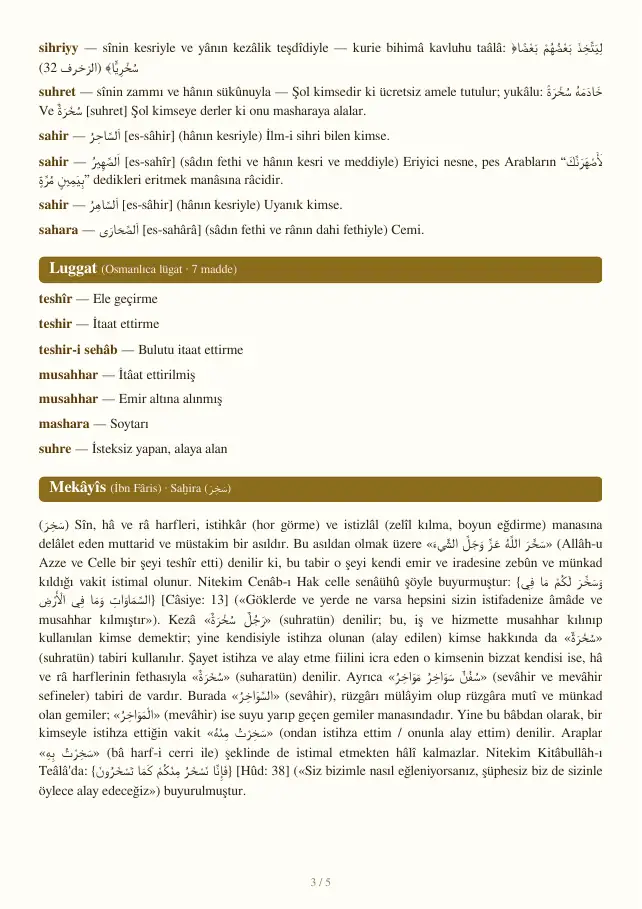 sihriyy — sînin kesriyle ve yânın kezâlik teşdîdiyle — kurie bihimâ kavluhu taâlâ: ﴿لِيَتَّخِذَ بَعْضُهُمْ بَعْضًا
سُخْرِيًّا﴾ (الزخرف 32)
suhret — sînin zammı ve hânın sükûnuyla — Şol kimsedir ki ücretsiz amele tutulur; yukâlu: خَادَمَهُ سُخْرَةً
Ve سُخْرَةٌ [suhret] Şol kimseye derler ki onu masharaya alalar.
sahir — اَلسَّاحِرُ [es-sâhir] (hânın kesriyle) İlm-i sihri bilen kimse.
sahir — اَلصَّهِيرُ [es-sahîr] (sâdın fethi ve hânın kesri ve meddiyle) Eriyici nesne, pes Arabların “لَأَصْهَرَنَّكَ
بِيَمِينٍ مُرَّةٍ” dedikleri eritmek manâsına râcidir.
sahir — اَلسَّاهِرُ [es-sâhir] (hânın kesriyle) Uyanık kimse.
sahara — اَلصَّحَارَى [es-sahârâ] (sâdın fethi ve rânın dahi fethiyle) Cemi.
Luggat (Osmanlıca lügat · 7 madde)
teshîr — Ele geçirme
teshir — İtaat ettirme
teshir-i sehâb — Bulutu itaat ettirme
musahhar — İtâat ettirilmiş
musahhar — Emir altına alınmış
mashara — Soytarı
suhre — İsteksiz yapan, alaya alan
Mekâyîs (İbn Fâris) · Saḫira (سَخِرَ)
(سَخِرَ) Sîn, hâ ve râ harfleri, istihkâr (hor görme) ve istizlâl (zelîl kılma, boyun eğdirme) manasına
delâlet eden muttarid ve müstakim bir asıldır. Bu asıldan olmak üzere «سَخَّرَ اللَّهُ عَزَّ وَجَلَّ الشَّيْءَ» (Allâh-u
Azze ve Celle bir şeyi teshîr etti) denilir ki, bu tabir o şeyi kendi emir ve iradesine zebûn ve münkad
kıldığı vakit istimal olunur. Nitekim Cenâb-ı Hak celle senâühû şöyle buyurmuştur: {وَسَخَّرَ لَكُمْ مَا فِي
السَّمَاوَاتِ وَمَا فِي الْأَرْضِ} [Câsiye: 13] («Göklerde ve yerde ne varsa hepsini sizin istifadenize âmâde ve
musahhar kılmıştır»). Kezâ «رَجُلٌ سُخْرَةٌ» (suhratün) denilir; bu, iş ve hizmette musahhar kılınıp
kullanılan kimse demektir; yine kendisiyle istihza olunan (alay edilen) kimse hakkında da «سُخْرَةٌ»
(suhratün) tabiri kullanılır. Şayet istihza ve alay etme fiilini icra eden o kimsenin bizzat kendisi ise, hâ
ve râ harflerinin fethasıyla «سُخَرَةٌ» (suharatün) denilir. Ayrıca «سُفُنٌ سَوَاخِرُ مَوَاخِرُ» (sevâhir ve mevâhir
sefineler) tabiri de vardır. Burada «السَّوَاخِرُ» (sevâhir), rüzgârı mülâyim olup rüzgâra mutî ve münkad
olan gemiler; «الْمَوَاخِرُ» (mevâhir) ise suyu yarıp geçen gemiler manasındadır. Yine bu bâbdan olarak, bir
kimseyle istihza ettiğin vakit «سَخِرْتُ مِنْهُ» (ondan istihza ettim / onunla alay ettim) denilir. Araplar
«سَخِرْتُ بِهِ» (bâ harf-i cerri ile) şeklinde de istimal etmekten hâlî kalmazlar. Nitekim Kitâbullâh-ı
Teâlâ'da: {فَإِنَّا نَسْخَرُ مِنْكُمْ كَمَا تَسْخَرُونَ} [Hûd: 38] («Siz bizimle nasıl eğleniyorsanız, şüphesiz biz de sizinle
öylece alay edeceğiz») buyurulmuştur.
3 / 5